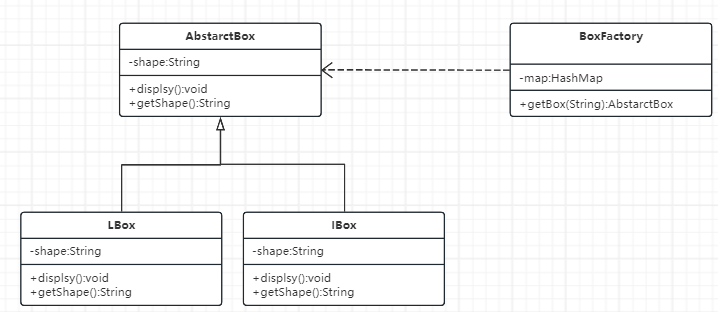 AbstarctBox
-shape:String
+displsy():void
+getShape():String
BoxFactory
-map:HashMap
+getBox(String):AbstarctBox
LBox
-shape:String
+displsy():void
+getShape():String
IBox
-shape:String
+displsy():void
+getShape():String